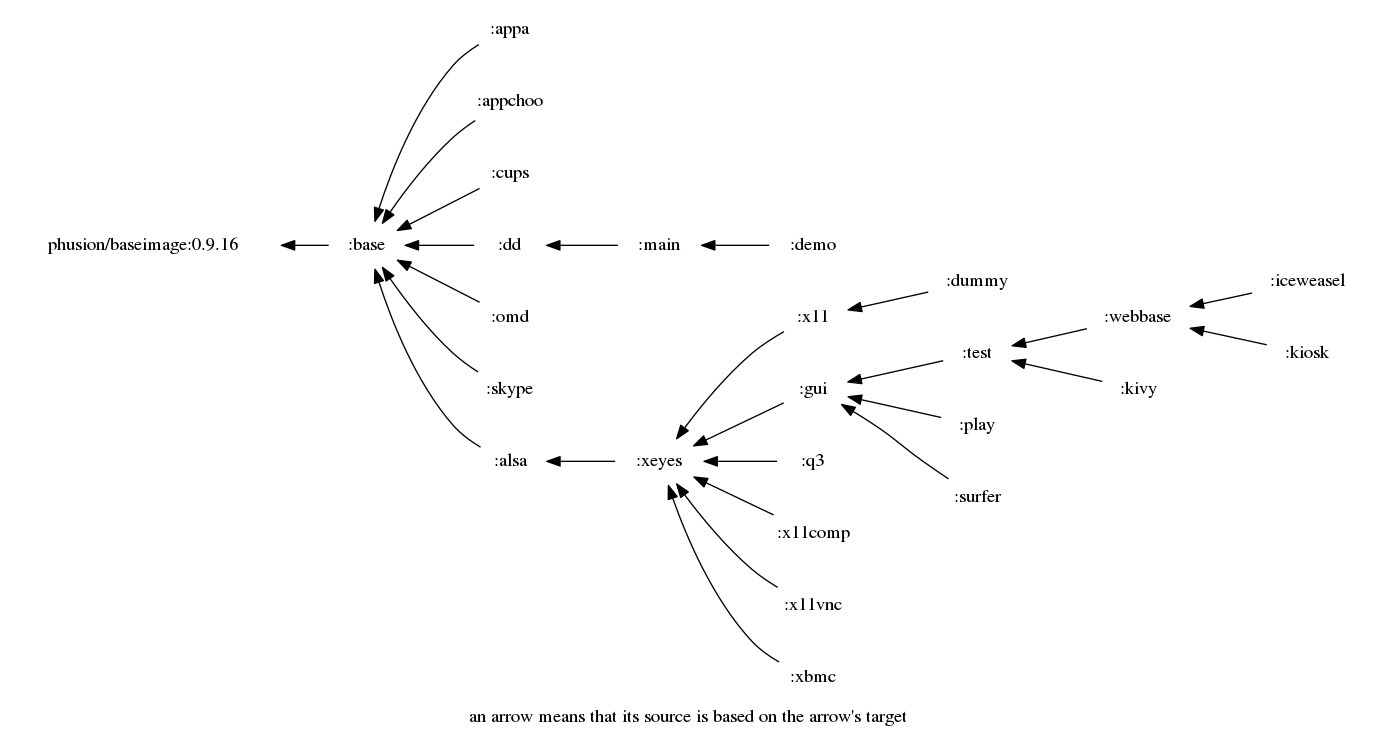 :appa
:appchoo
:cups
phusion/baseimage:0.9.16
:base
:dd
:main
:demo
:dummy
:iceweasel
:omd
:x11
:webbase
:test
:kiosk
:skype
:gui
:kivy
:play
:alsa
:xeyes
:q3
:surfer
:x11comp
:x11vnc
:xbmc
an arrow means that its source is based on the arrow's target